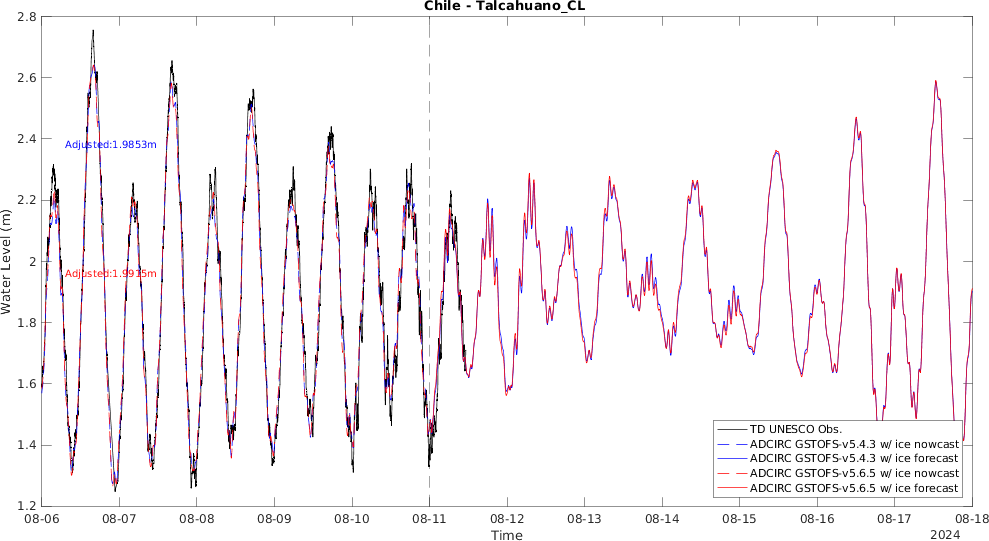 Chile - Talcahuano_CL
2.8
2.6
2.4
2.2
2
1.8
1.6
1.4
1.2
Water Level (m)
Adjusted:1.9853m
Adjusted:1.9915m
TD UNESCO Obs.
ADCIRC GSTOFS-v5.4.3 w/ ice nowcast
ADCIRC GSTOFS-v5.4.3 w/ ice forecast
ADCIRC GSTOFS-v5.6.5 w/ ice nowcast
ADCIRC GSTOFS-v5.6.5 w/ ice forecast
08-06 08-07 08-08 08-09 08-10 08-11 08-12 08-13 08-14 08-15 08-16 08-17 08-18
Time
2024